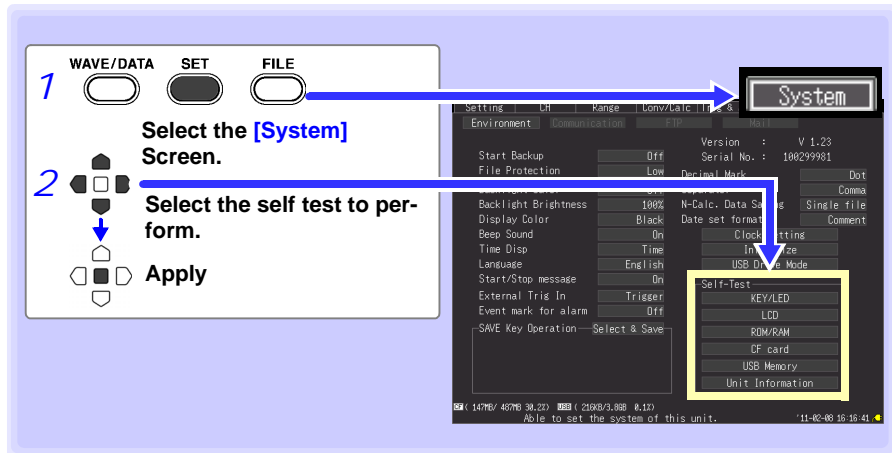 1 WAVE/DATA SET FILE
Select the [System]
Screen.
2
Select the self test to per-
form.
Apply
System
Setting CH Range Conv/Calc
Environment Communication FTP Mail
Version : V 1.23
Serial No. : 100299981
Start Backup Off
File Protection Low
Decimal Mark Dot
Comma
Backlight Brightness 100%
N-Calc. Data Saving Single file
Display Color Black
Date set format Comment
Beep Sound On
Clock Setting
Time Disp Time
Initialize
Language English
USB Drive Mode
Start/Stop message On
External Trig In Trigger
Event mark for alarm Off
SAVE Key Operation Select & Save
Self-Test
KEY/LED
LCD
ROM/RAM
CF card
USB Memory
Unit Information
CF ( 147MB/ 487MB 30.2%) USB ( 216KB/3.8GB 0.1%)
Able to set the system of this unit.
'11-02-08 16:16:41